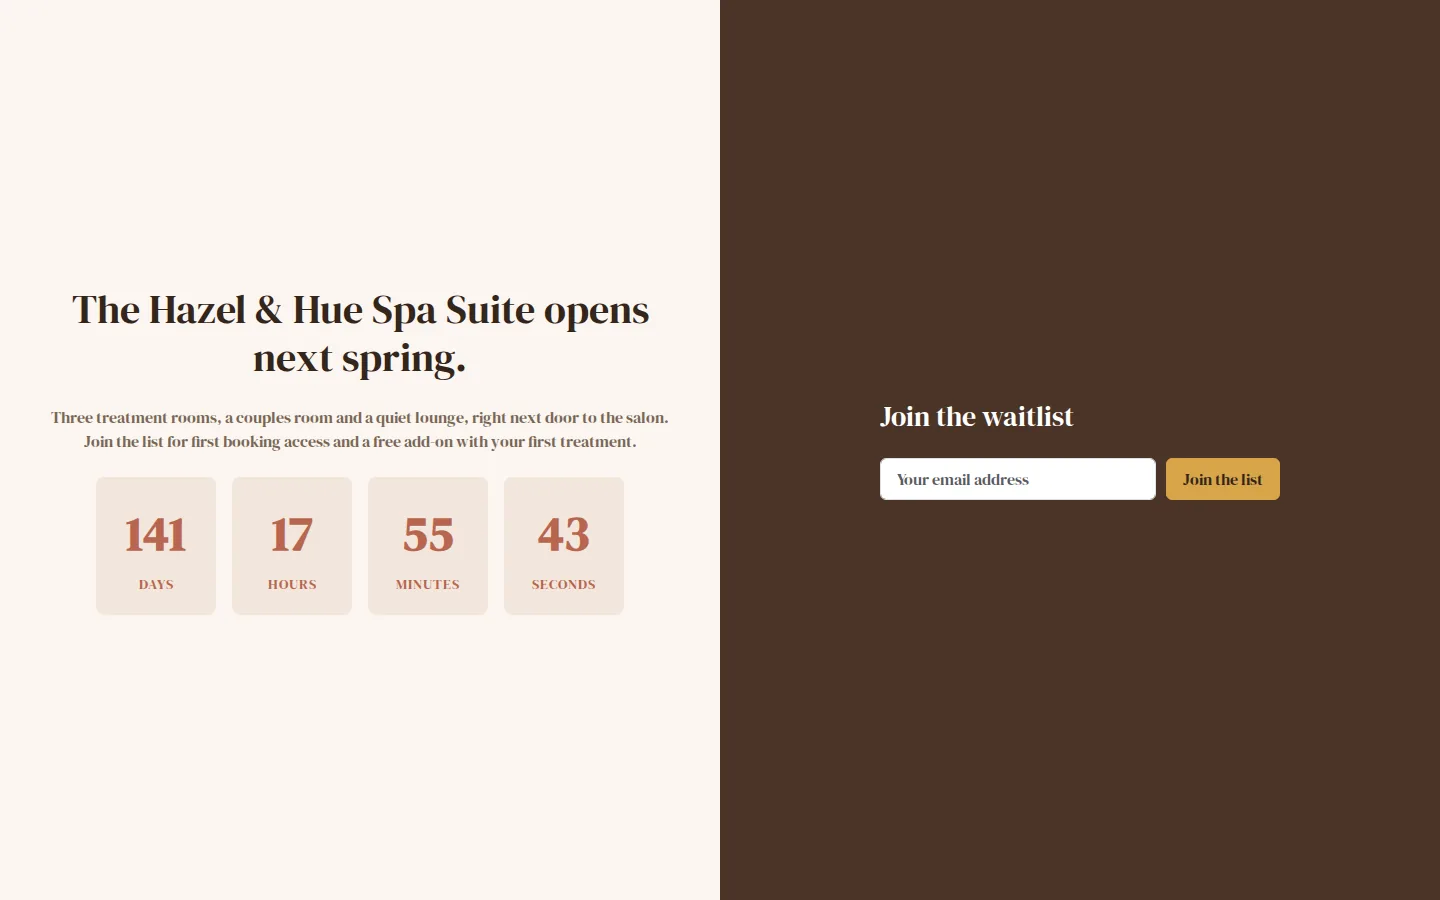 The Hazel & Hue Spa Suite opens
next spring.
Three treatment rooms, a couples room and a quiet lounge, right next door to the salon.
Join the list for first booking access and a free add-on with your first treatment.
141
DAYS
17
HOURS
55
MINUTES
43
SECONDS
Join the waitlist
Your email address
Join the list